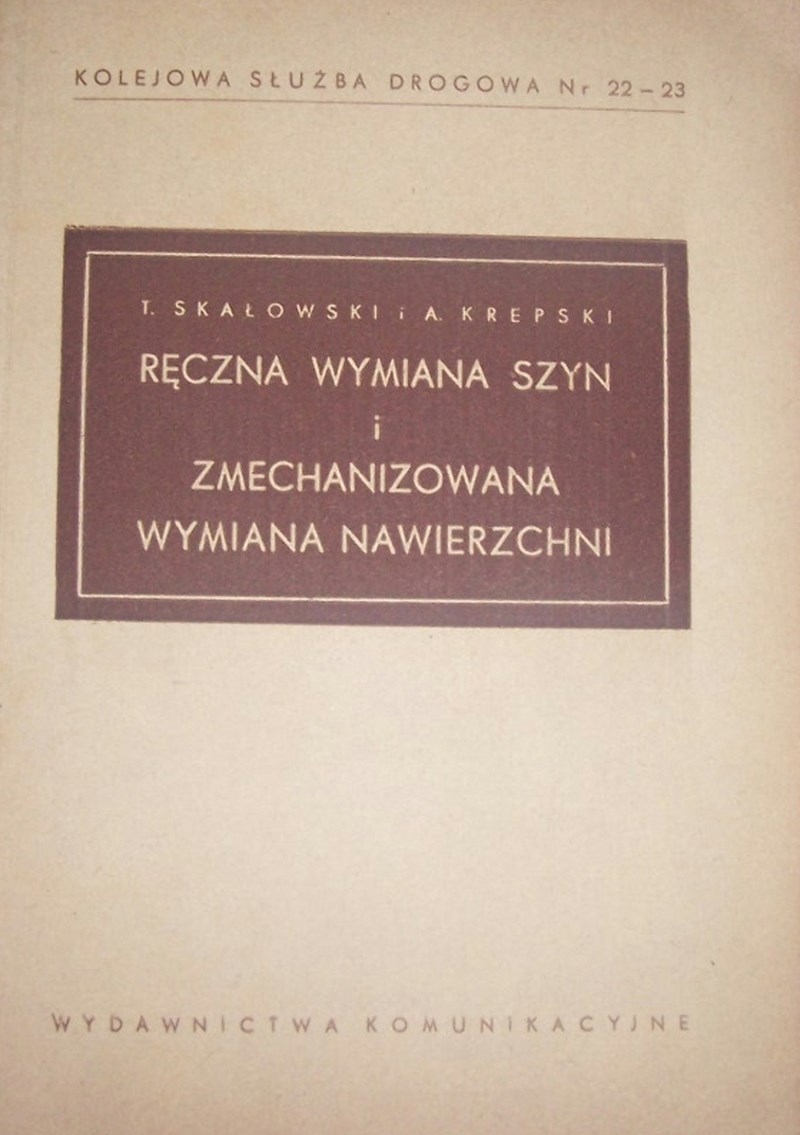 KOLEJOWA SŁUŻBA DROGOWA Nr 22 – 23
T. SKAŁOWSKI i A. KREPSKI
RĘCZNA WYMIANA SZYN
i
ZMECHANIZOWANA
WYMIANA NAWIERZCHNI
WYDAWNICTWA KOMUNIKACYJNE